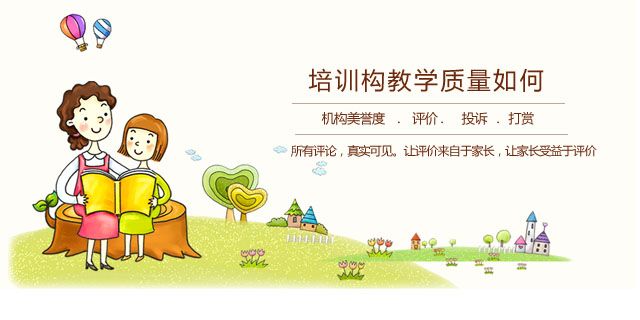 培训构教学质量如何
机构美誉度 . 评价. 投诉 . 打赏
所有评论，真实可见。让评价来自于家长，让家长受益于评价